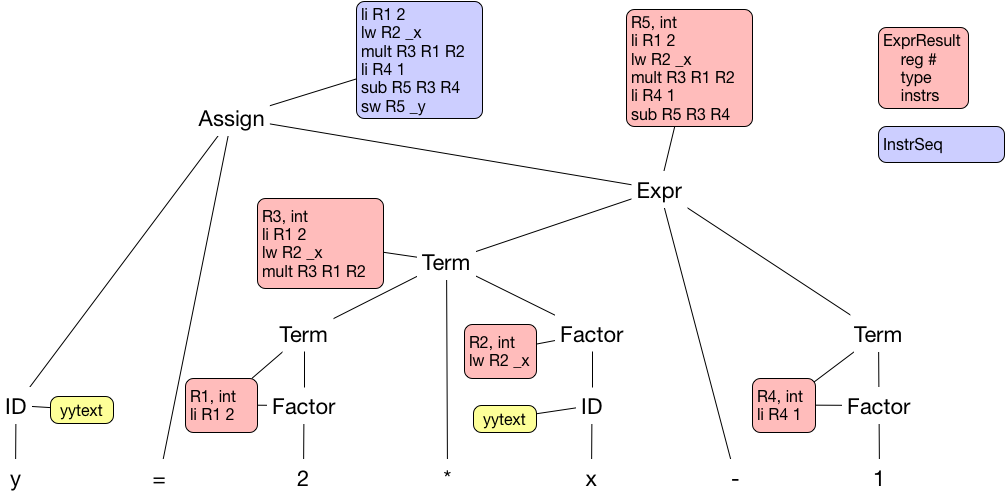 li R1 2
lw R2 _x
mult R3 R1 R2
li R4 1
sub R5 R3 R4
sw R5 _y
R5, int
li R1 2
lw R2 _x
mult R3 R1 R2
li R4 1
sub R5 R3 R4
ExprResult
reg #
type
instrs
InstrSeq
Assign
Expr
R3, int
li R1 2
lw R2 _x
mult R3 R1 R2
Term
Term
R2, int
lw R2 _x
Factor
Term
ID
yytext
R1, int
li R1 2
Factor
yytext
ID
R4, int
li R4 1
Factor
y
=
2
*
x
-
1